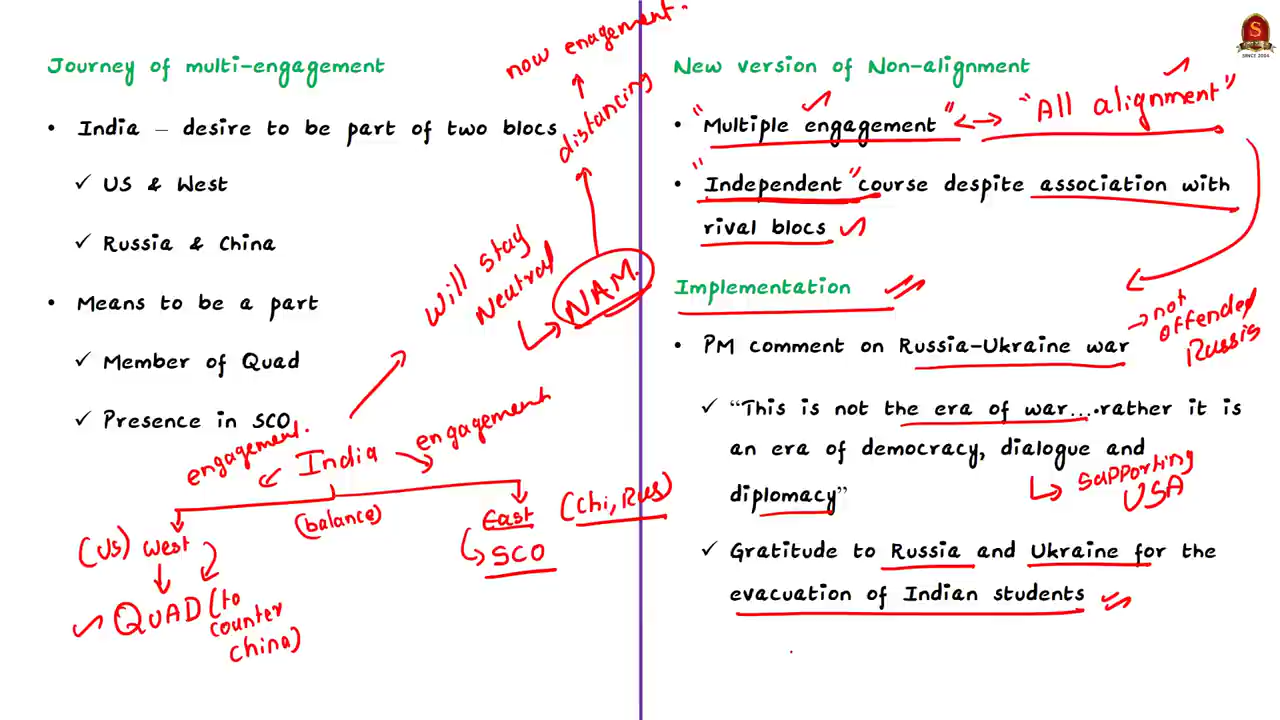 Journey of multi-engagement
• India – desire to be part of two blocs
✓ US & West
✓ Russia & China
• Means to be a part
✓ Member of Quad
✓ Presence in SCO
now enagement.
distancing
Will stay
Neutral
NAM.
engagement.
engagement
India
(balance)
(US) West
QUAD (to
counter
china)
East (Chi, Rus)
SCO
New version of Non-alignment
• "Multiple engagement" ↔ "All alignment"
• "Independent" course despite association with
rival blocs
Implementation
• PM comment on Russia-Ukraine war
→ not
offended
Russis
✓ "This is not the era of war....rather it is
an era of democracy, dialogue and
diplomacy"
supporting
USA
✓ Gratitude to Russia and Ukraine for the
evacuation of Indian students
S
SINCE 2004